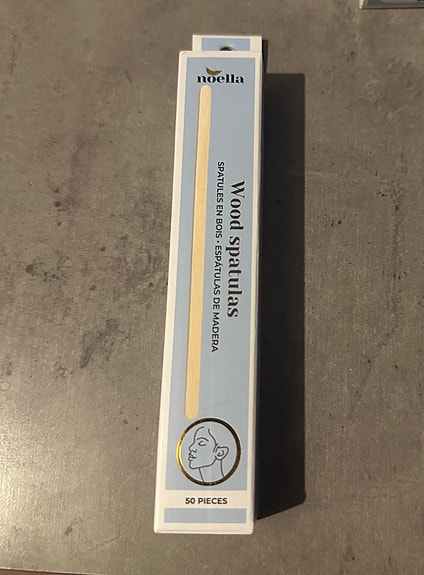 noella
Wood spatulas
SPATULES EN BOIS • ESPÁTULAS DE MADERA
50 PIECES